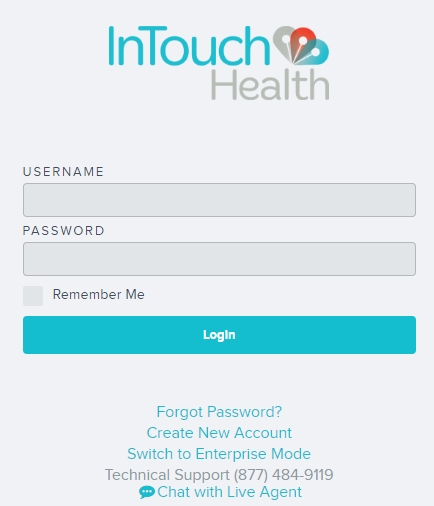 InTouch
Health
USERNAME
PASSWORD
Remember Me
LogIn
Forgot Password?
Create New Account
Switch to Enterprise Mode
Technical Support (877) 484-9119
Chat with Live Agent